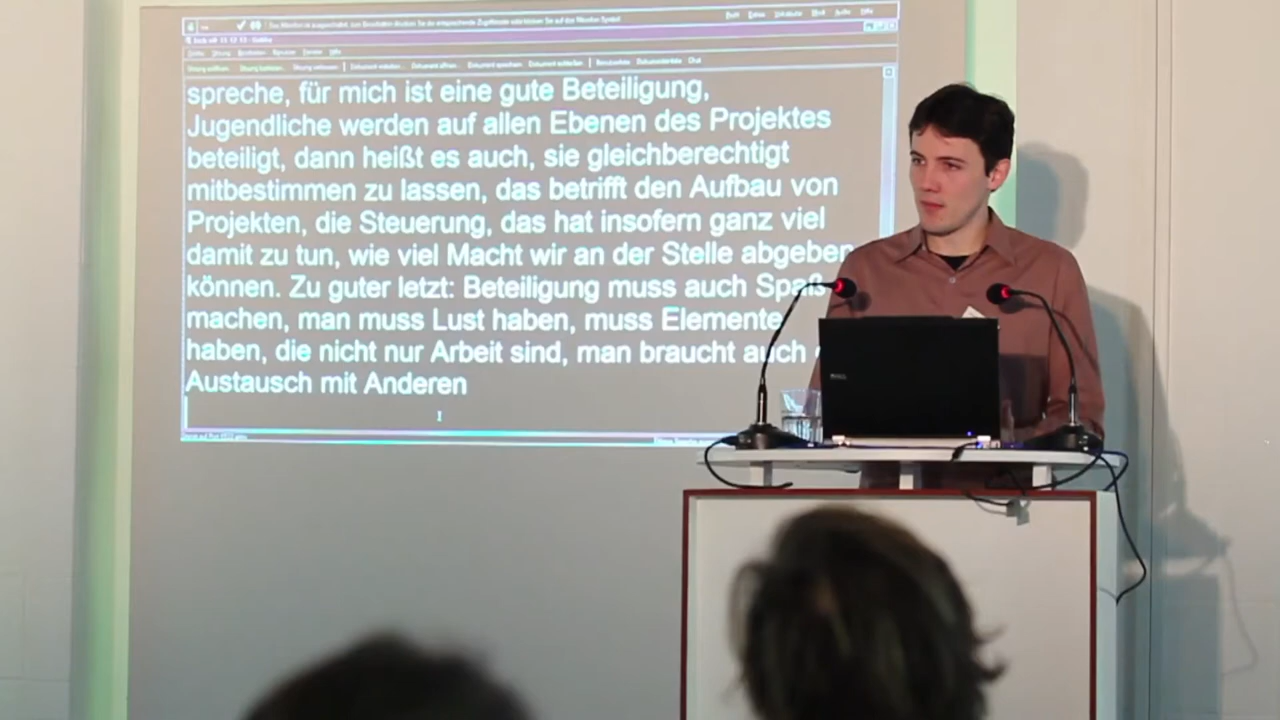 spreche, für mich ist eine gute Beteiligung,
Jugendliche werden auf allen Ebenen des Projektes
beteiligt, dann heißt es auch, sie gleichberechtigt
mitbestimmen zu lassen, das betrifft den Aufbau von
Projekten, die Steuerung, das hat insofern ganz viel
damit zu tun, wie viel Macht wir an der Stelle abgeben
können. Zu guter letzt: Beteiligung muss auch Spaß
machen, man muss Lust haben, muss Elemente
haben, die nicht nur Arbeit sind, man braucht auch
Austausch mit Anderen